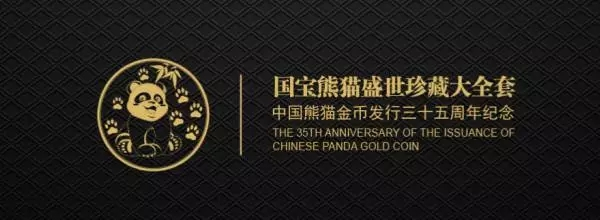 国宝熊猫盛世珍藏大全套
中国熊猫金币发行三十五周年纪念
THE 35TH ANNIVERSARY OF THE ISSUANCE OF
CHINESE PANDA GOLD COIN